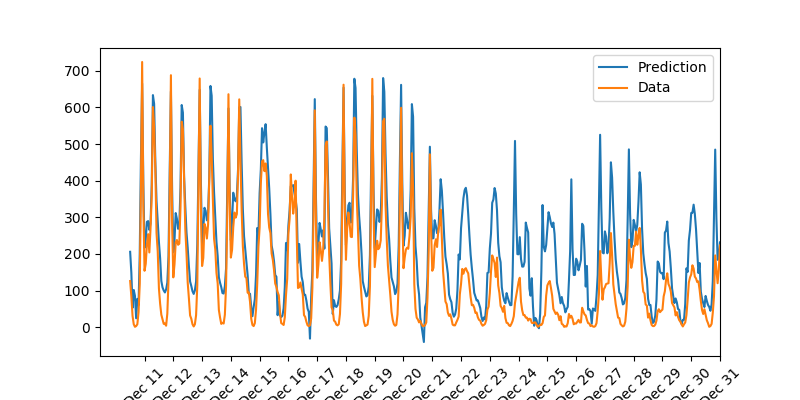 700
600
500
400
300
200
100
0
Prediction
Data
Dec 11
Dec 12
Dec 13
Dec 14
Dec 15
Dec 16
Dec 17
Dec 18
Dec 19
Dec 20
Dec 21
Dec 22
Dec 23
Dec 24
Dec 25
Dec 26
Dec 27
Dec 28
Dec 29
Dec 30
Dec 31